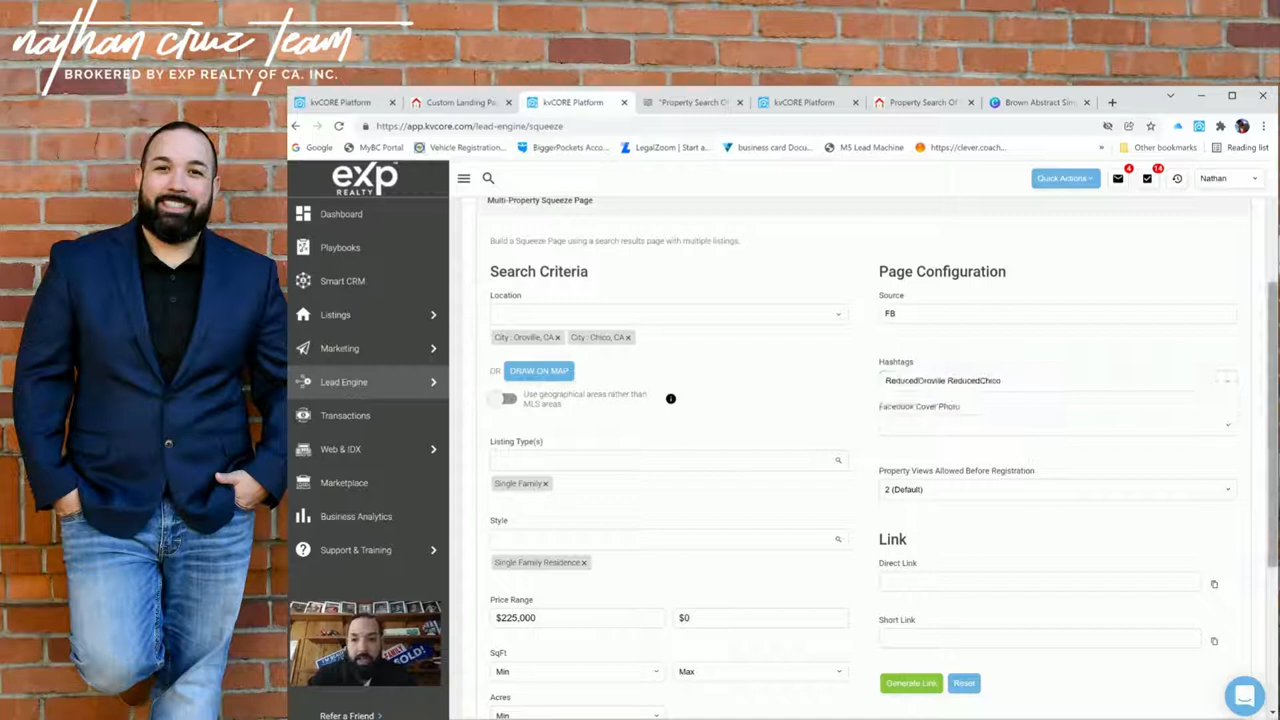 nathan cruz team
BROKERED BY EXP REALTY OF CA. INC.
kvCORE Platform
Custom Landing Pa
kvCORE Platform
"Property Search O
kvCORE Platform
Property Search Of
Brown Abstract Sim
https://app.kvcore.com/lead-engine/squeeze
Google
MyBC Portal
Vehicle Registration...
BiggerPockets Acco...
LegalZoom | Start a...
business card Docu...
M5 Lead Machine
https://clever.coach...
Other bookmarks
Reading list
exp
REALTY
Quick Actions
4
14
Nathan
Dashboard
Playbooks
Smart CRM
Listings
Marketing
Lead Engine
Transactions
Web & IDX
Marketplace
Business Analytics
Support & Training
SOLD!
Refer a Friend >
Multi-Property Squeeze Page
Build a Squeeze Page using a search results page with multiple listings.
Search Criteria
Location
City : Oroville, CA x City : Chico, CA x
OR DRAW ON MAP
Use geographical areas rather than
MLS areas
Listing Type(s)
Single Family x
Style
Single Family Residence x
Price Range
$225,000 $0
SqFt
Min Max
Acres
Min
Page Configuration
Source
FB
Hashtags
ReducedOroville ReducedChico
Facebook Cover Photo
Property Views Allowed Before Registration
2 (Default)
Link
Direct Link
Short Link
Generate Link Reset